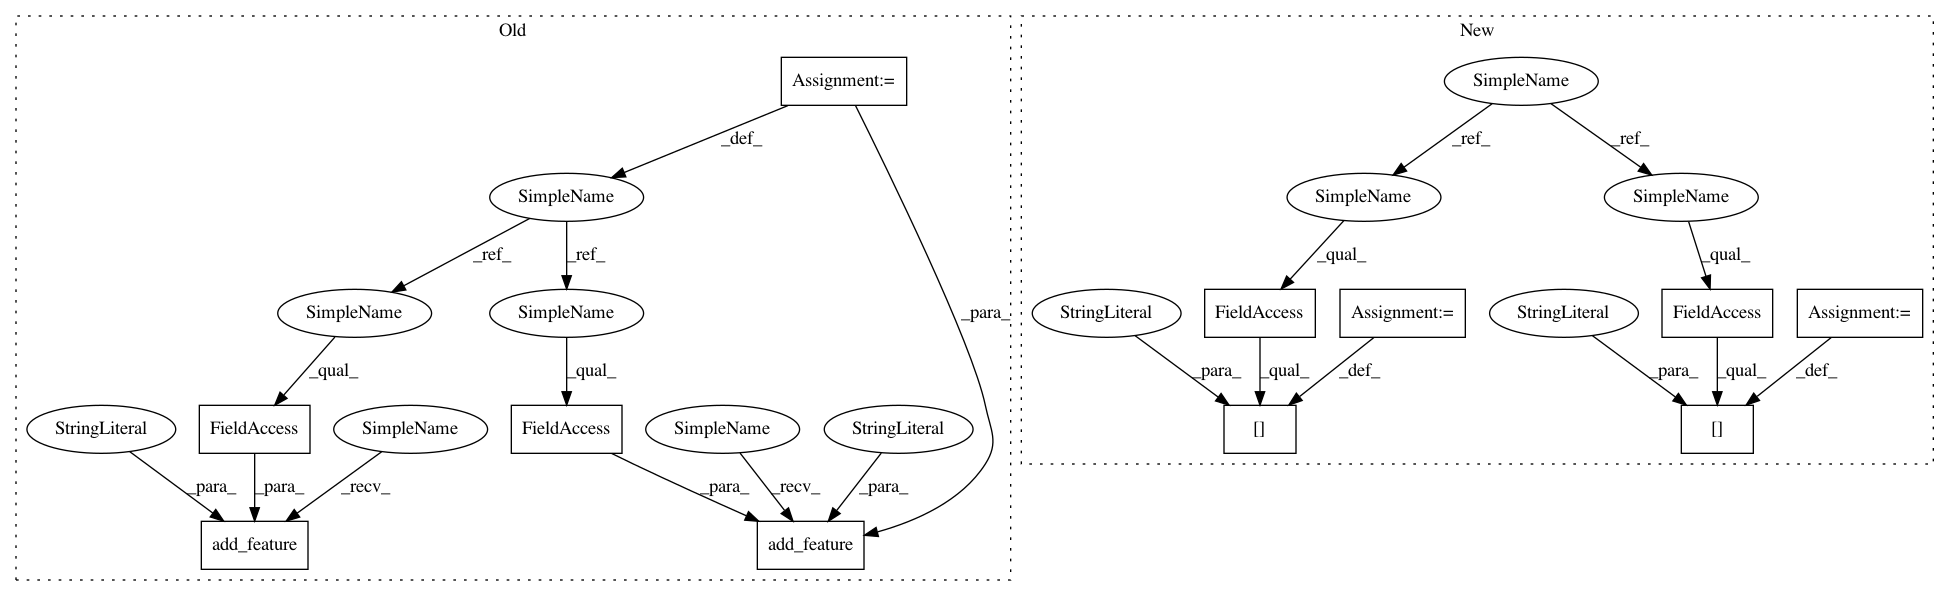 Old
New
Assignment:=
SimpleName
_def_
_ref_
_ref_
SimpleName
SimpleName
SimpleName
_ref_
_ref_
_qual_
_qual_
SimpleName
SimpleName
_para_
StringLiteral
FieldAccess
Assignment:=
StringLiteral
FieldAccess
Assignment:=
_qual_
_qual_
_para_
_qual_
_def_
_para_
_qual_
_def_
StringLiteral
FieldAccess
SimpleName
FieldAccess
SimpleName
StringLiteral
[]
[]
_para_
_para_
_recv_
_para_
_recv_
_para_
add_feature
add_feature